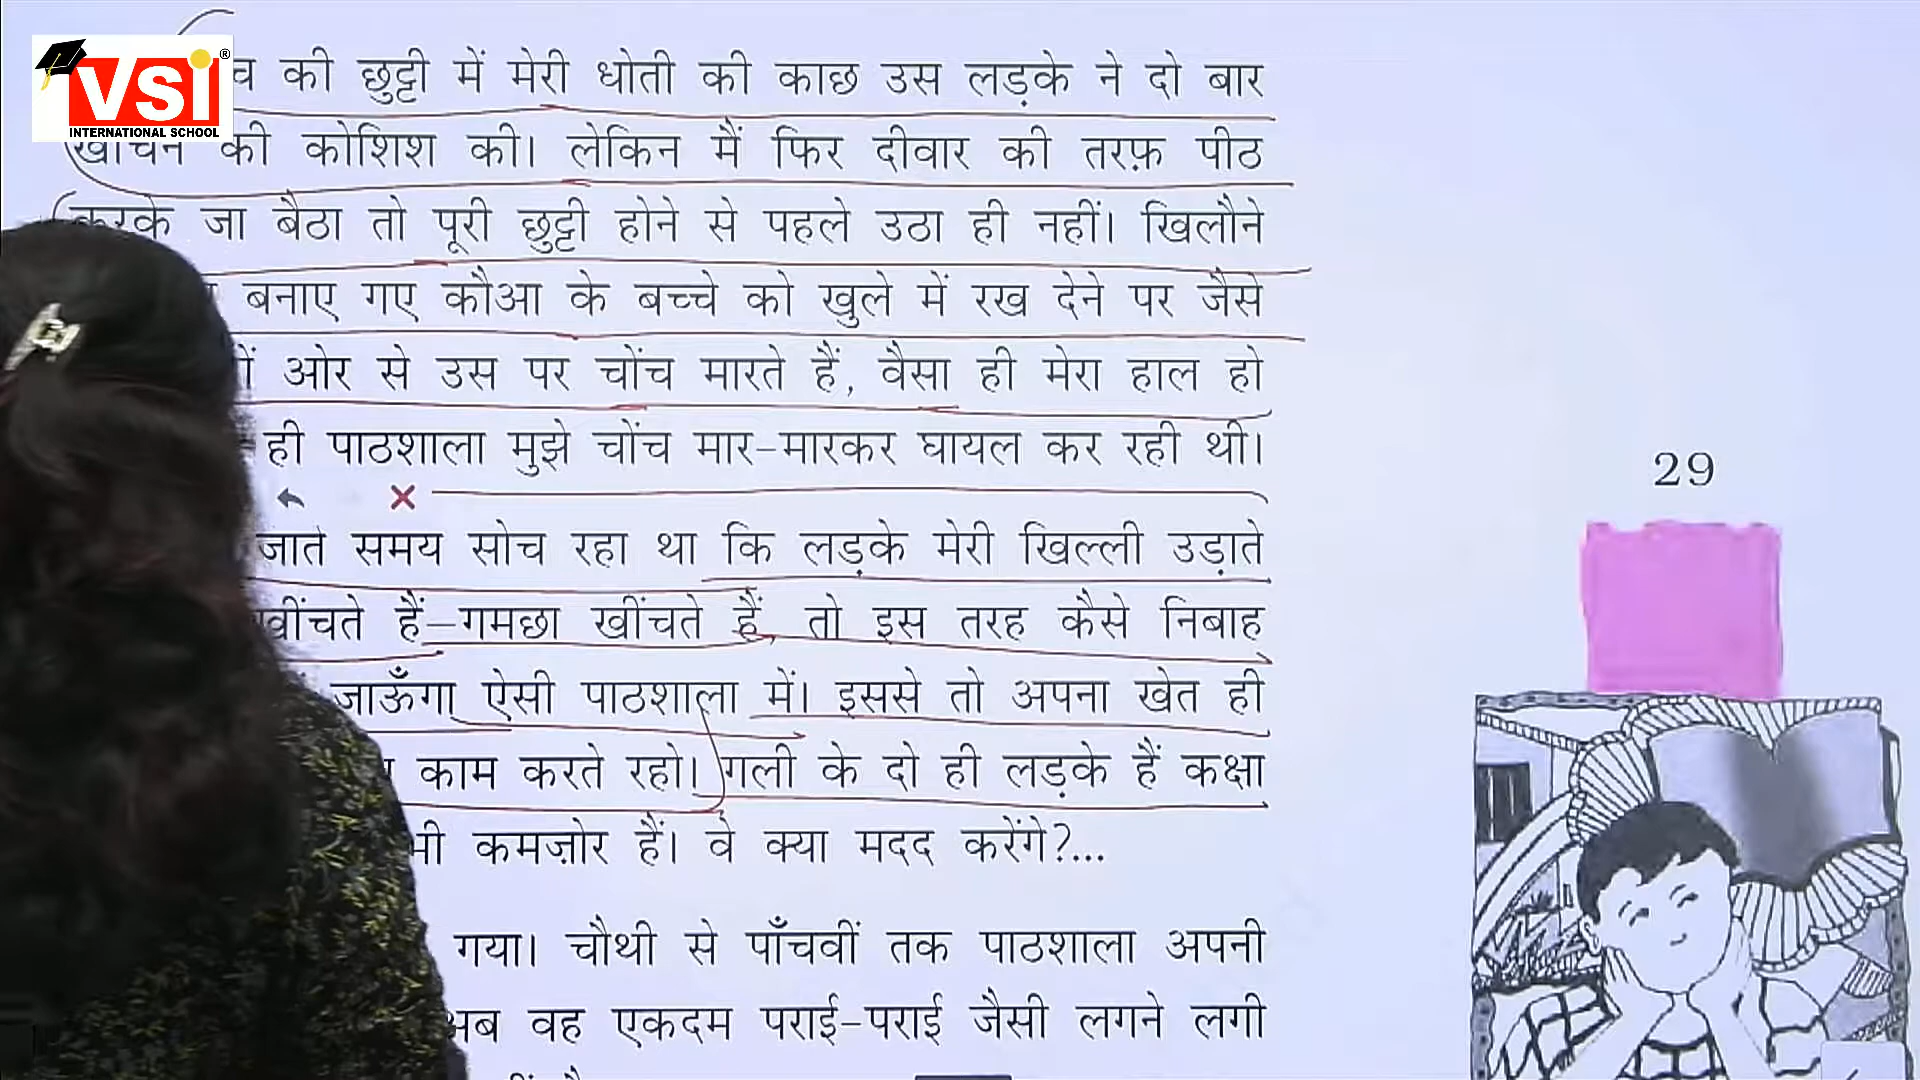 VSI
INTERNATIONAL SCHOOL
की छुट्टी में मेरी धोती की काछ उस लड़के ने दो बार
की कोशिश की। लेकिन मैं फिर दीवार की तरफ़ पीठ
करके जा बैठा तो पूरी छुट्टी होने से पहले उठा ही नहीं। खिलौने
बनाए गए कौआ के बच्चे को खुले में रख देने पर जैसे
ओर से उस पर चोंच मारते हैं, वैसा ही मेरा हाल हो
ही पाठशाला मुझे चोंच मार-मारकर घायल कर रही थी।
29
जाते समय सोच रहा था कि लड़के मेरी खिल्ली उड़ाते
खींचते हैं–गमछा खींचते हैं, तो इस तरह कैसे निबाह
जाऊँगा ऐसी पाठशाला में। इससे तो अपना खेत ही
काम करते रहो। गली के दो ही लड़के हैं कक्षा
कमज़ोर हैं। वे क्या मदद करेंगे?...
गया। चौथी से पाँचवीं तक पाठशाला अपनी
अब वह एकदम पराई-पराई जैसी लगने लगी